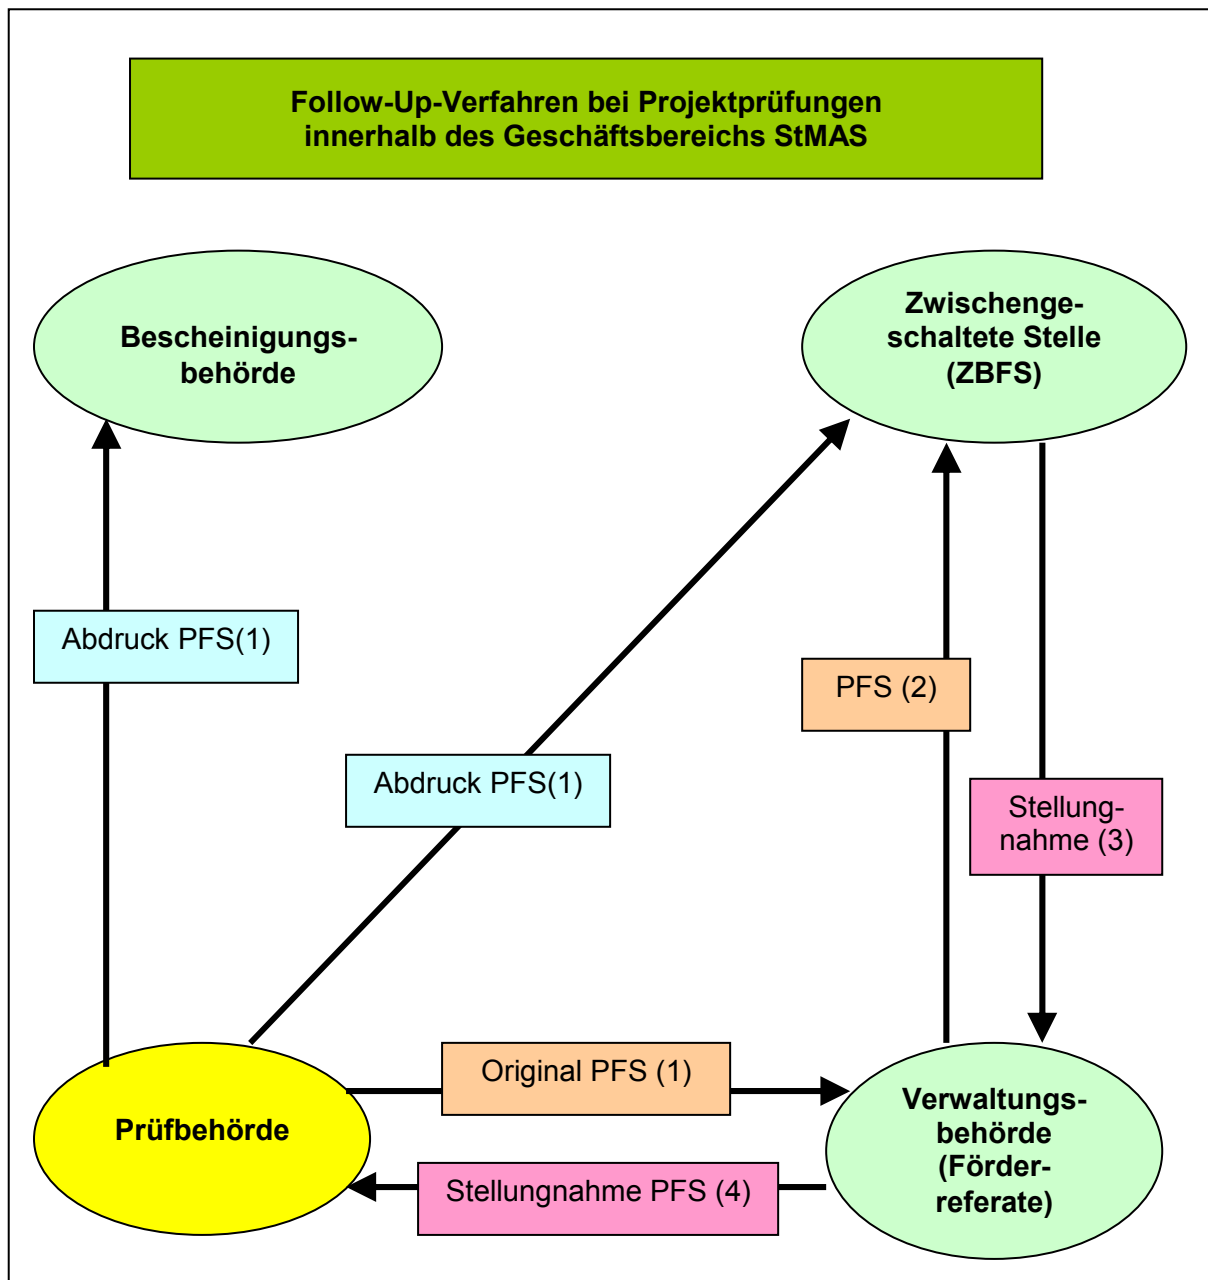 Follow-Up-Verfahren bei Projektprüfungen
innerhalb des Geschäftsbereichs StMAS
Bescheinigungs-
behörde
Zwischenge-
schaltete Stelle
(ZBFS)
Abdruck PFS(1)
PFS (2)
Abdruck PFS(1)
Stellung-
nahme (3)
Original PFS (1)
Prüfbehörde
Verwaltungs-
behörde
(Förder-
referate)
Stellungnahme PFS (4)